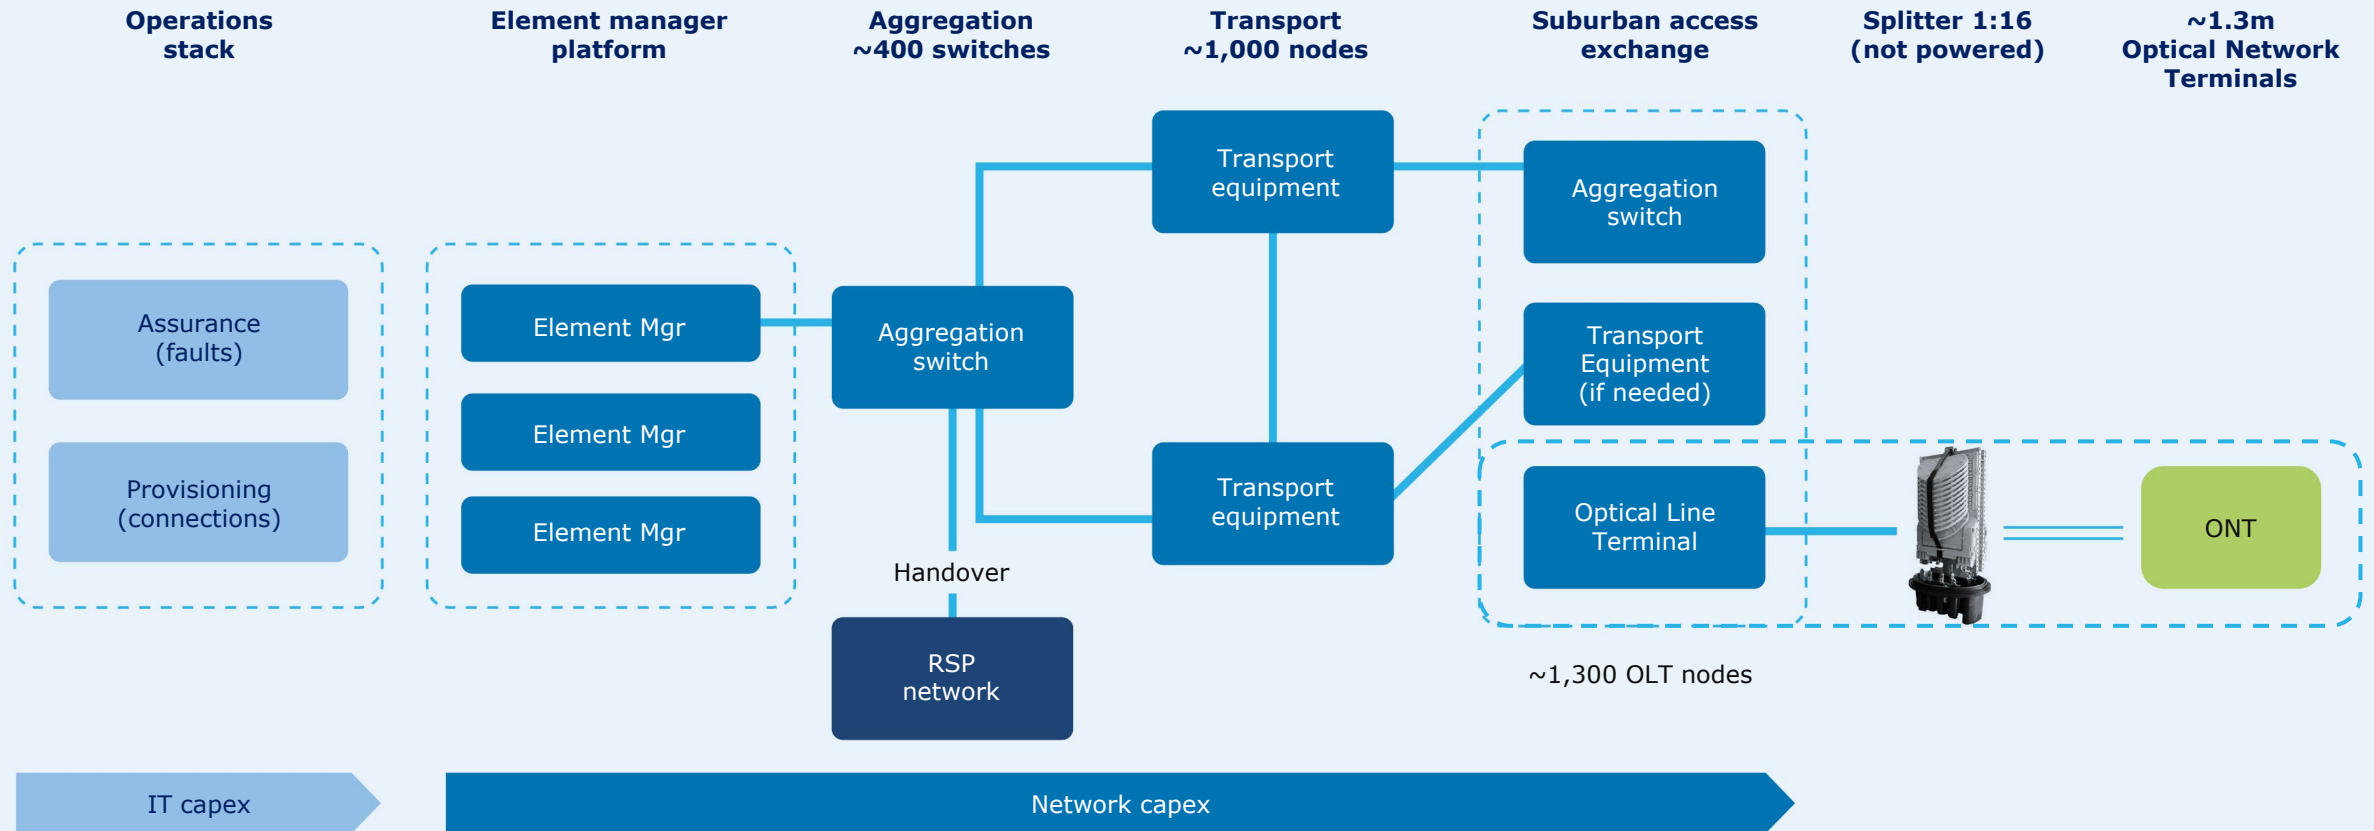 Operations
stack
Element manager
platform
Aggregation
~400 switches
Transport
~1,000 nodes
Suburban access
exchange
Splitter 1:16
(not powered)
~1.3m
Optical Network
Terminals
Assurance
(faults)
Provisioning
(connections)
Element Mgr
Element Mgr
Element Mgr
Aggregation
switch
Handover
RSP
network
Transport
equipment
Transport
equipment
Aggregation
switch
Transport
Equipment
(if needed)
Optical Line
Terminal
~1,300 OLT nodes
ONT
IT capex
Network capex